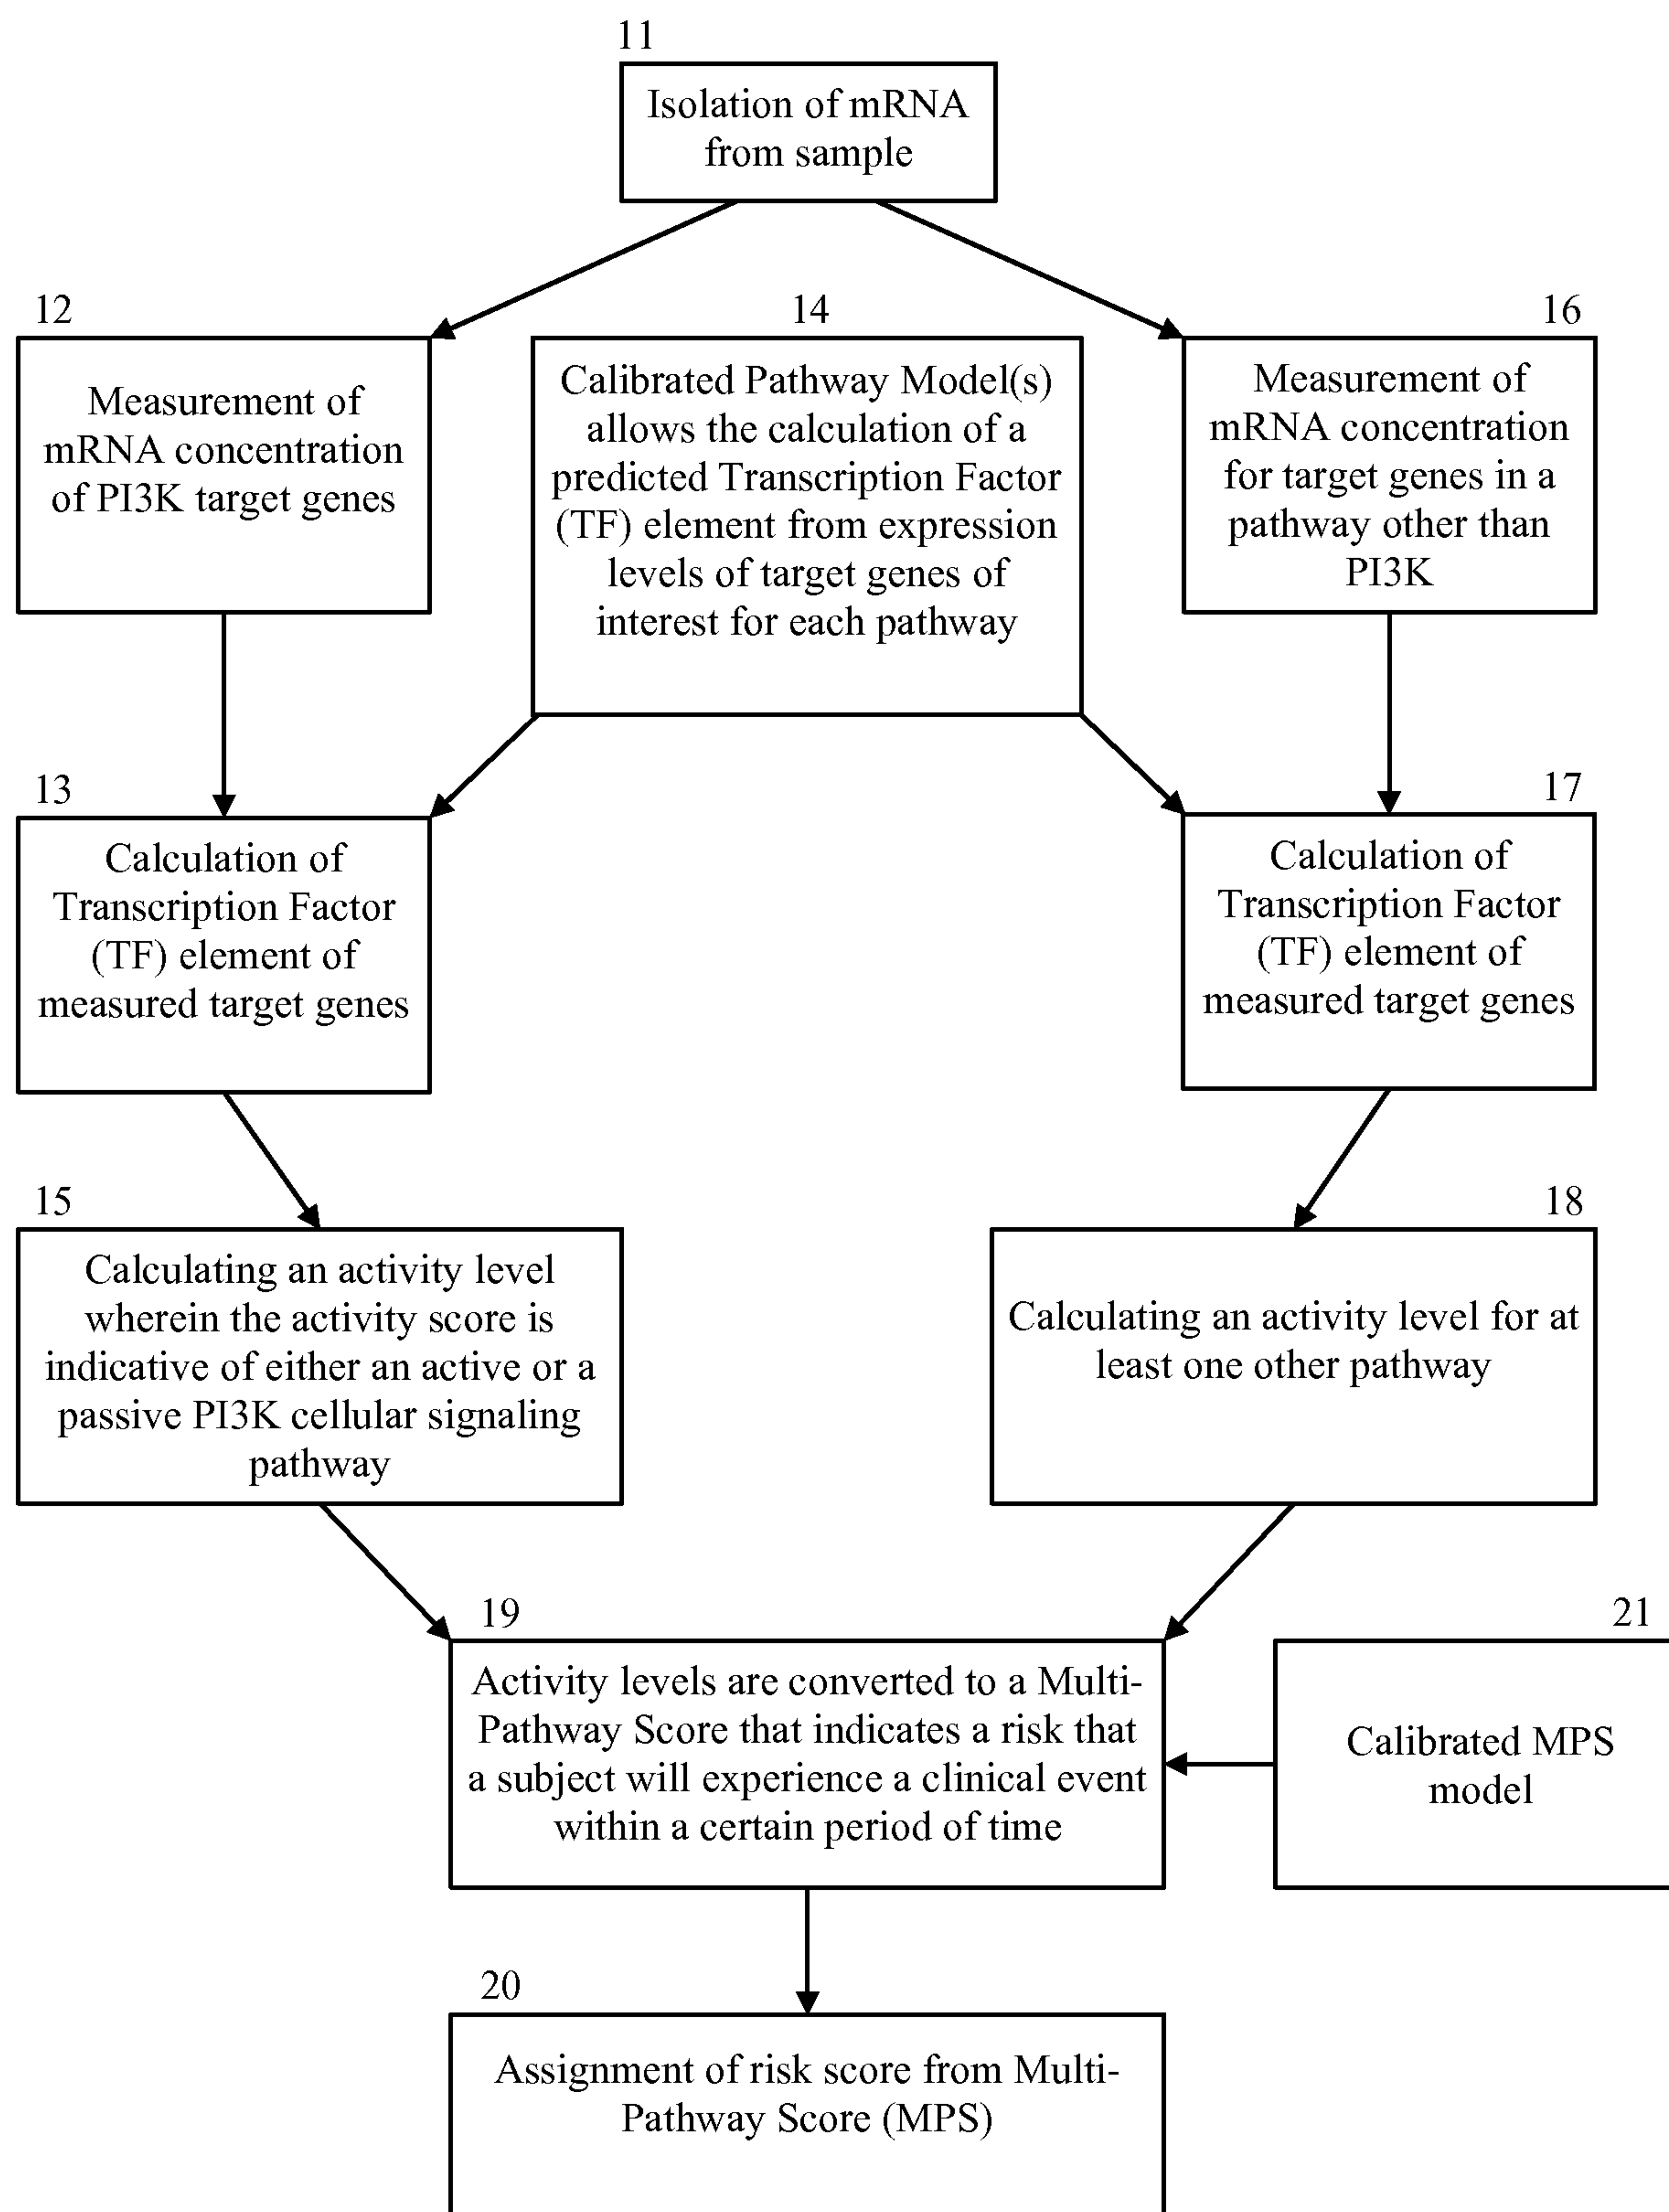 11
Isolation of mRNA
from sample
12
Measurement of
mRNA concentration
of PI3K target genes
14
Calibrated Pathway Model(s)
allows the calculation of a
predicted Transcription Factor
(TF) element from expression
levels of target genes of
interest for each pathway
16
Measurement of
mRNA concentration
for target genes in a
pathway other than
PI3K
13
Calculation of
Transcription Factor
(TF) element of
measured target genes
17
Calculation of
Transcription Factor
(TF) element of
measured target genes
15
Calculating an activity level
wherein the activity score is
indicative of either an active or a
passive PI3K cellular signaling
pathway
18
Calculating an activity level for at
least one other pathway
19
Activity levels are converted to a Multi-
Pathway Score that indicates a risk that
a subject will experience a clinical event
within a certain period of time
21
Calibrated MPS
model
20
Assignment of risk score from Multi-
Pathway Score (MPS)